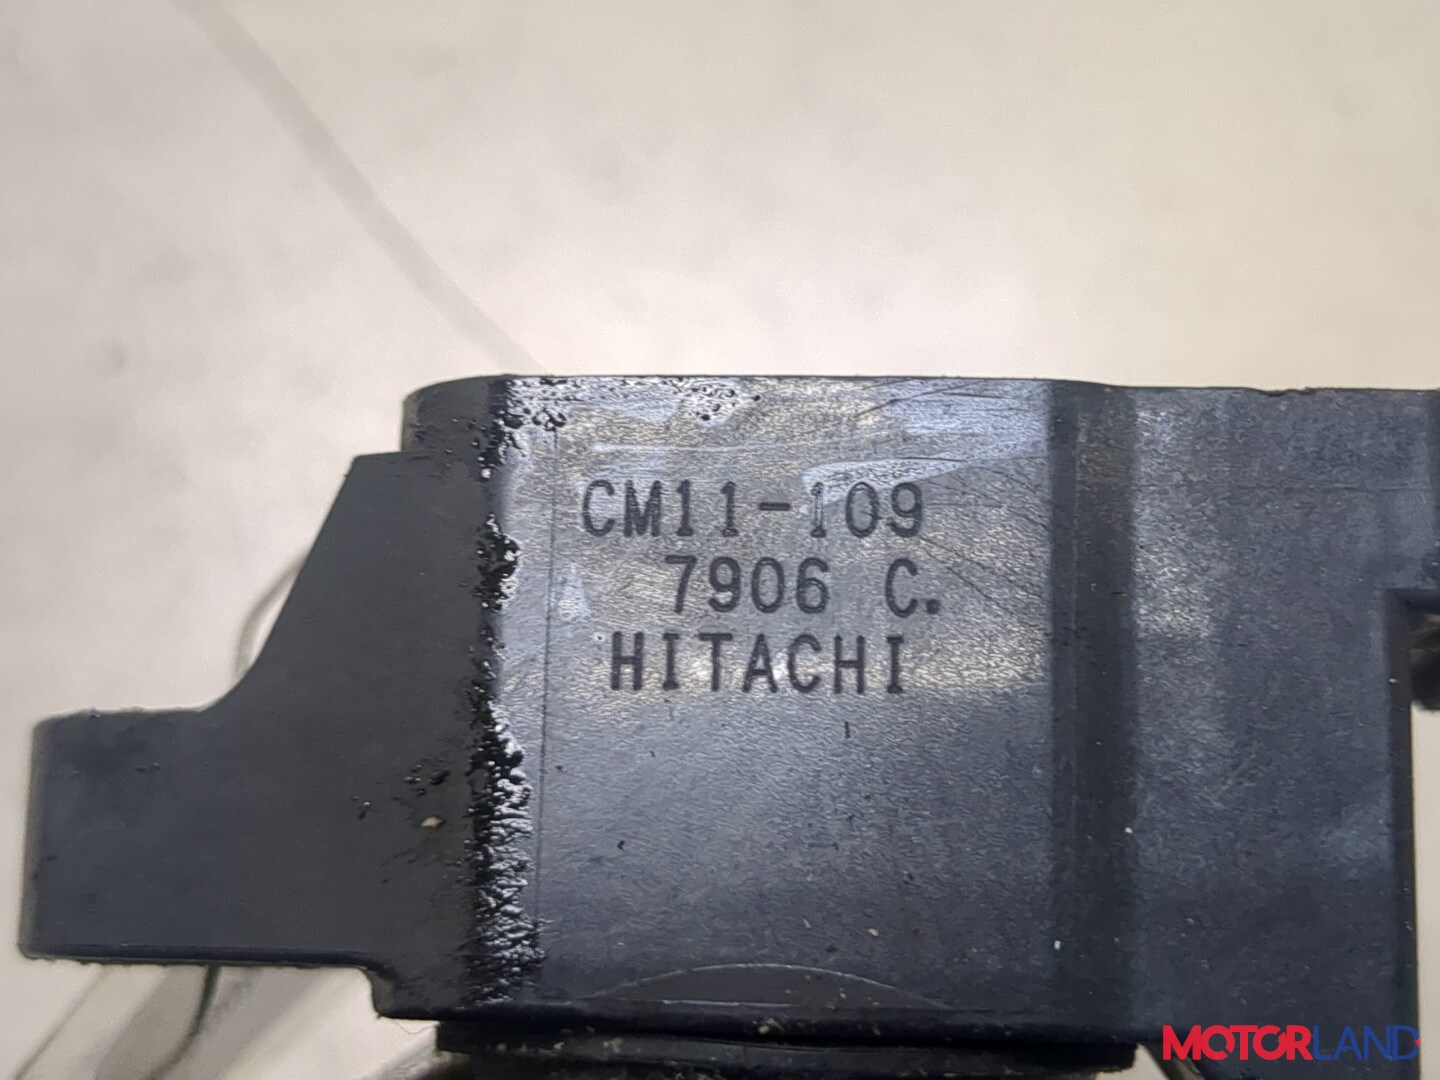 CM11-109
7906 C.
HITACHI
MOTORLAND